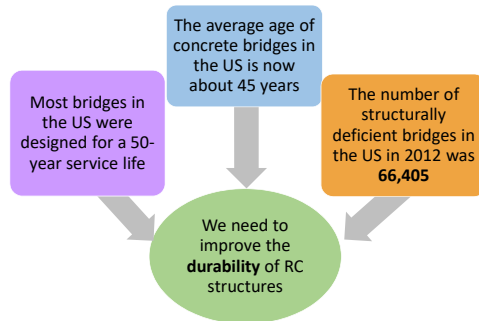 The average age of
concrete bridges in
the US is now
about 45 years
Most bridges in
the US were
designed for a 50-
year service life
The number of
structurally
deficient bridges in
the US in 2012 was
66,405
We need to
improve the
durability of RC
structures